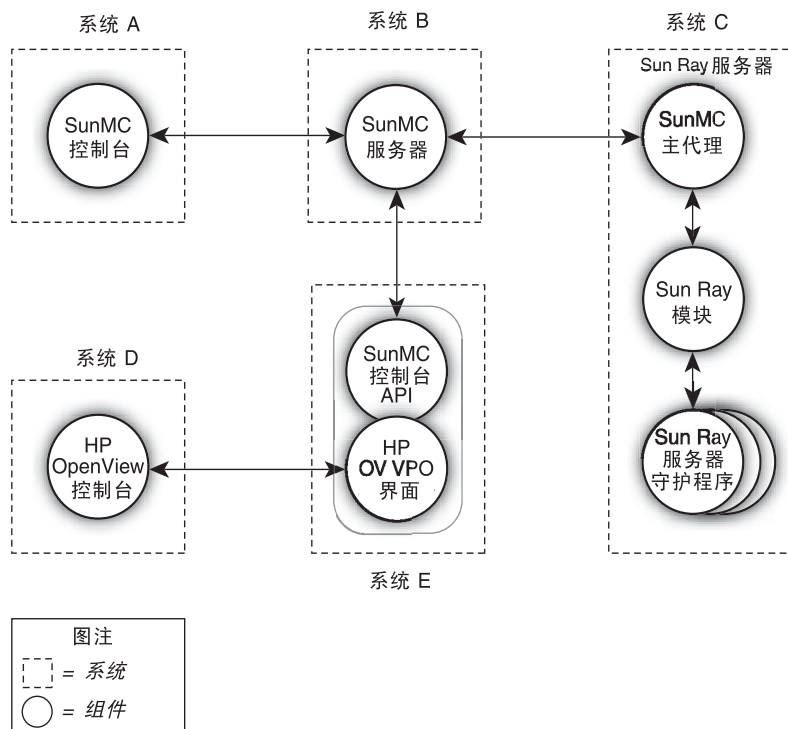 系统 A
系统 B
系统 C
SunMC
控制台
SunMC
服务器
Sun Ray 服务器
SunMC
主代理
Sun Ray
模块
Sun Ray
服务器
守护程序
SunMC
控制台
API
HP
OV VPO
界面
系统 E
系统 D
HP
OpenView
控制台
图注
= 系统
= 组件